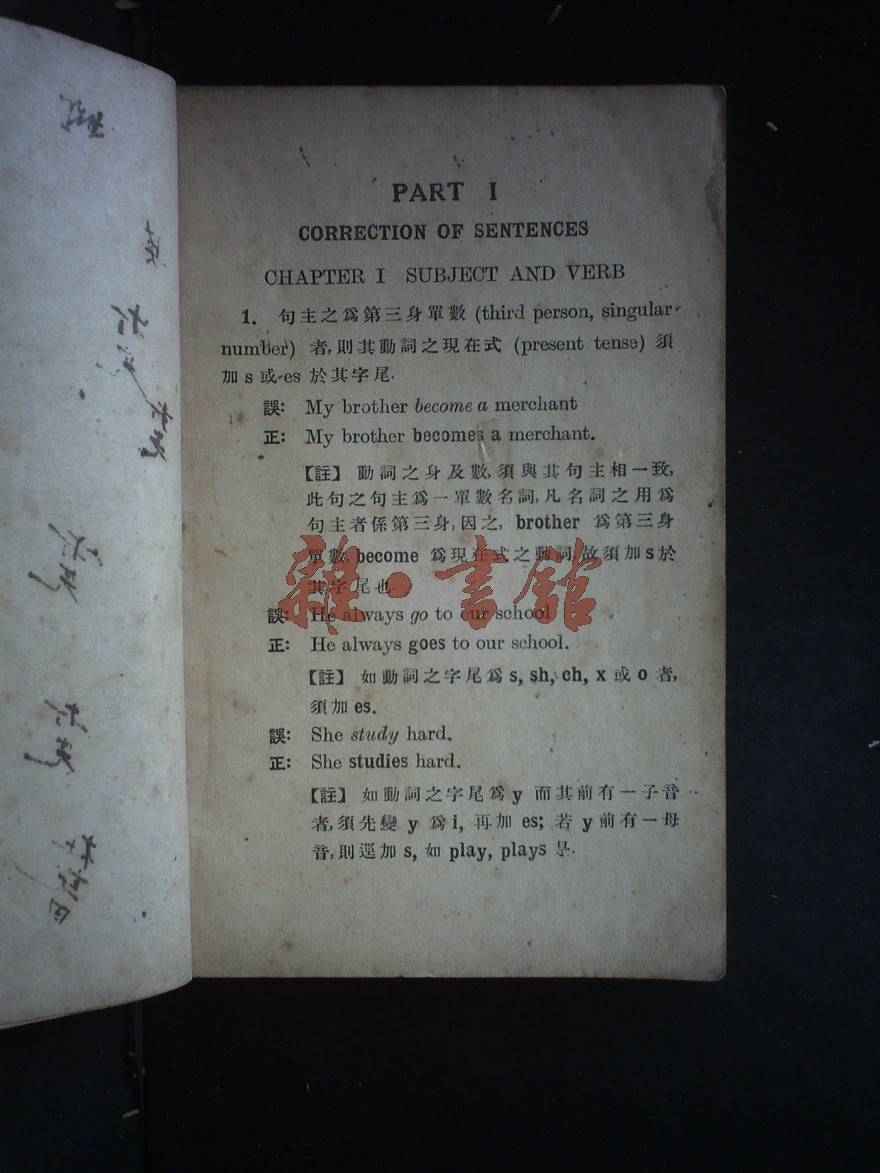 PART I
CORRECTION OF SENTENCES
CHAPTER I SUBJECT AND VERB
1. 句主之爲第三身單數 (third person, singular
number) 者,則其動詞之現在式 (present tense) 須
加 s 或 es 於其字尾.
誤: My brother become a merchant
正: My brother becomes a merchant.
【註】 動詞之身及數,須與其句主相一致,
此句之句主爲一單數名詞,凡名詞之用爲
句主者係第三身,因之, brother 爲第三身
單數, become 爲現在式之動詞,故須加 s 於
其字尾也.
雜·書館
誤: He always go to our school
正: He always goes to our school.
【註】 如動詞之字尾爲 s, sh, ch, x 或 o 者,
須加 es.
誤: She study hard.
正: She studies hard.
【註】 如動詞之字尾爲 y 而其前有一子音
者,須先變 y 爲 i, 再加 es; 若 y 前有一母
音,則逕加 s, 如 play, plays 是.